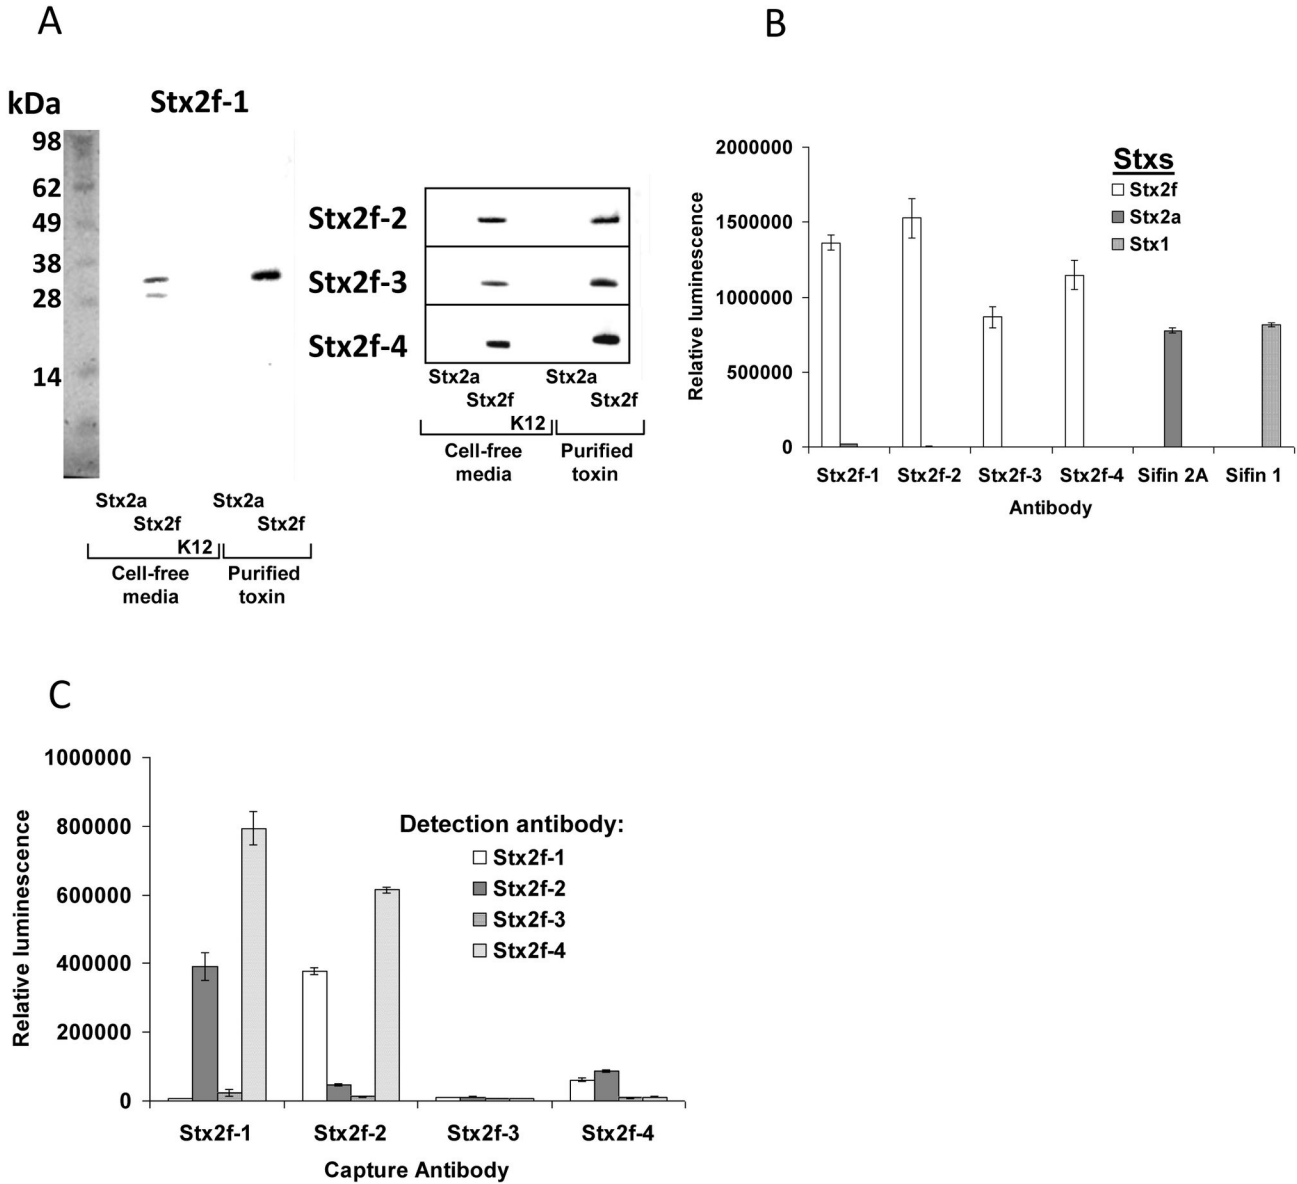 A
kDa
Stx2f-1
98
62
49
38
28
14
Stx2a
Stx2f
K12
Cell-free
media
Stx2a
Stx2f
Purified
toxin
Stx2f-2
Stx2f-3
Stx2f-4
Stx2a
Stx2f
K12
Cell-free
media
Stx2a
Stx2f
Purified
toxin
B
Relative luminescence
2000000
1500000
1000000
500000
0
Stxs
Stx2f
Stx2a
Stx1
Stx2f-1 Stx2f-2 Stx2f-3 Stx2f-4 Sifin 2A Sifin 1
Antibody
C
Relative luminescence
1000000
800000
600000
400000
200000
0
Detection antibody:
Stx2f-1
Stx2f-2
Stx2f-3
Stx2f-4
Stx2f-1 Stx2f-2 Stx2f-3 Stx2f-4
Capture Antibody